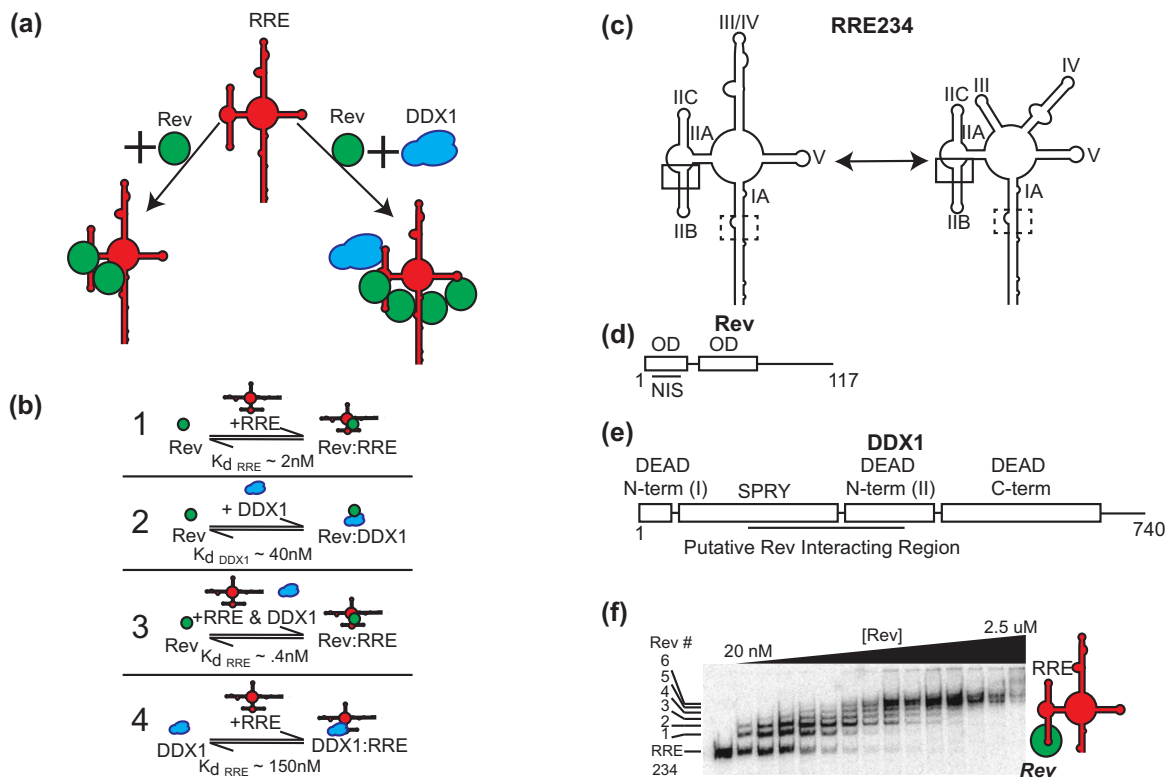 (a)
RRE
Rev
+
Rev
+
DDX1
(b)
1
+RRE
Rev
Rev:RRE
Kd RRE ~ 2nM
2
+ DDX1
Rev
Rev:DDX1
Kd DDX1 ~ 40nM
3
+RRE & DDX1
Rev
Rev:RRE
Kd RRE ~ .4nM
4
+RRE
DDX1
DDX1:RRE
Kd RRE ~ 150nM
(c)
RRE234
III/IV
IIC
IIA
V
IA
IIB
IV
III
IIC
IIA
V
IA
IIB
(d)
Rev
OD
OD
1
117
NIS
(e)
DDX1
DEAD
N-term (I)
SPRY
DEAD
N-term (II)
DEAD
C-term
1
740
Putative Rev Interacting Region
(f)
Rev #
20 nM
[Rev]
2.5 uM
6
5
4
3
2
1
RRE
234
RRE
Rev